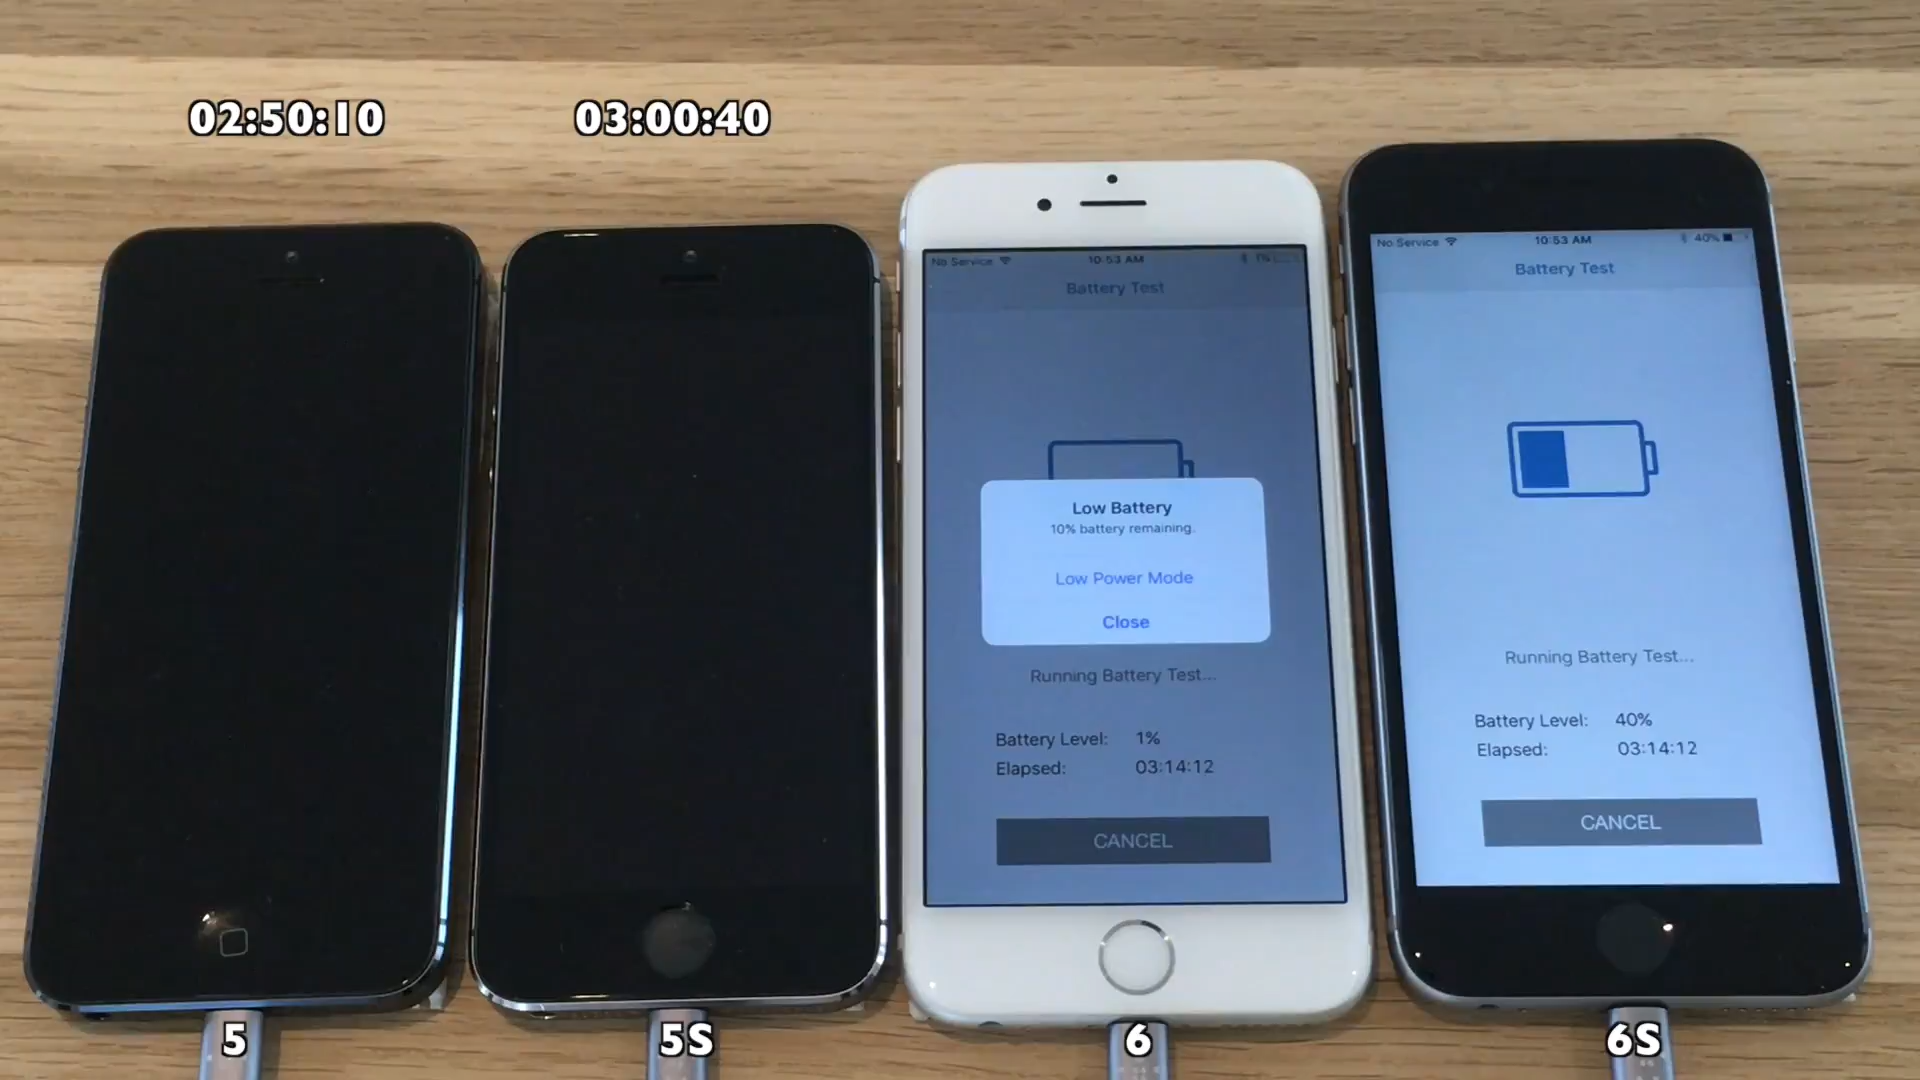 02:50:10
03:00:40
No Service
10:53 AM
1%
Battery Test
Low Battery
10% battery remaining.
Low Power Mode
Close
Running Battery Test...
Battery Level: 1%
Elapsed: 03:14:12
CANCEL
No Service
10:53 AM
40%
Battery Test
Running Battery Test...
Battery Level: 40%
Elapsed: 03:14:12
CANCEL
5
5S
6
6S